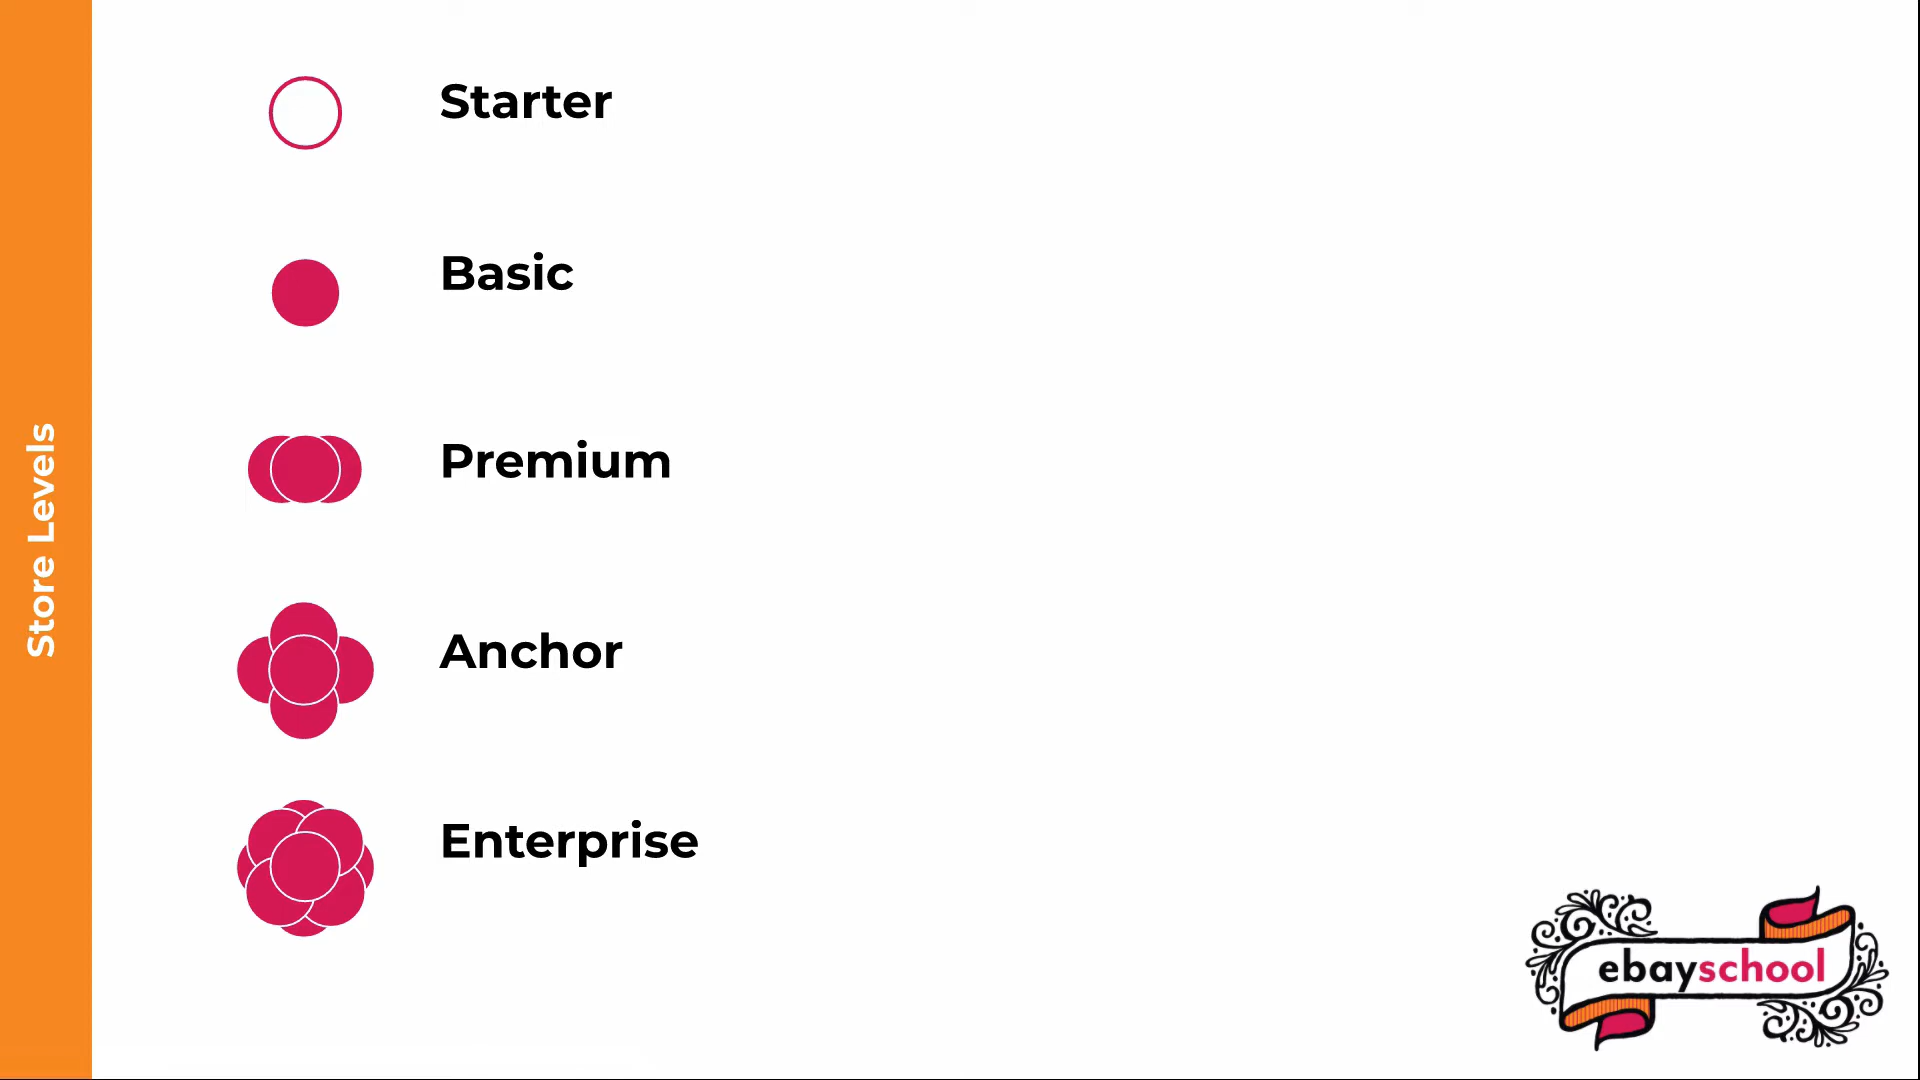 Store Levels
Starter
Basic
Premium
Anchor
Enterprise
ebayschool